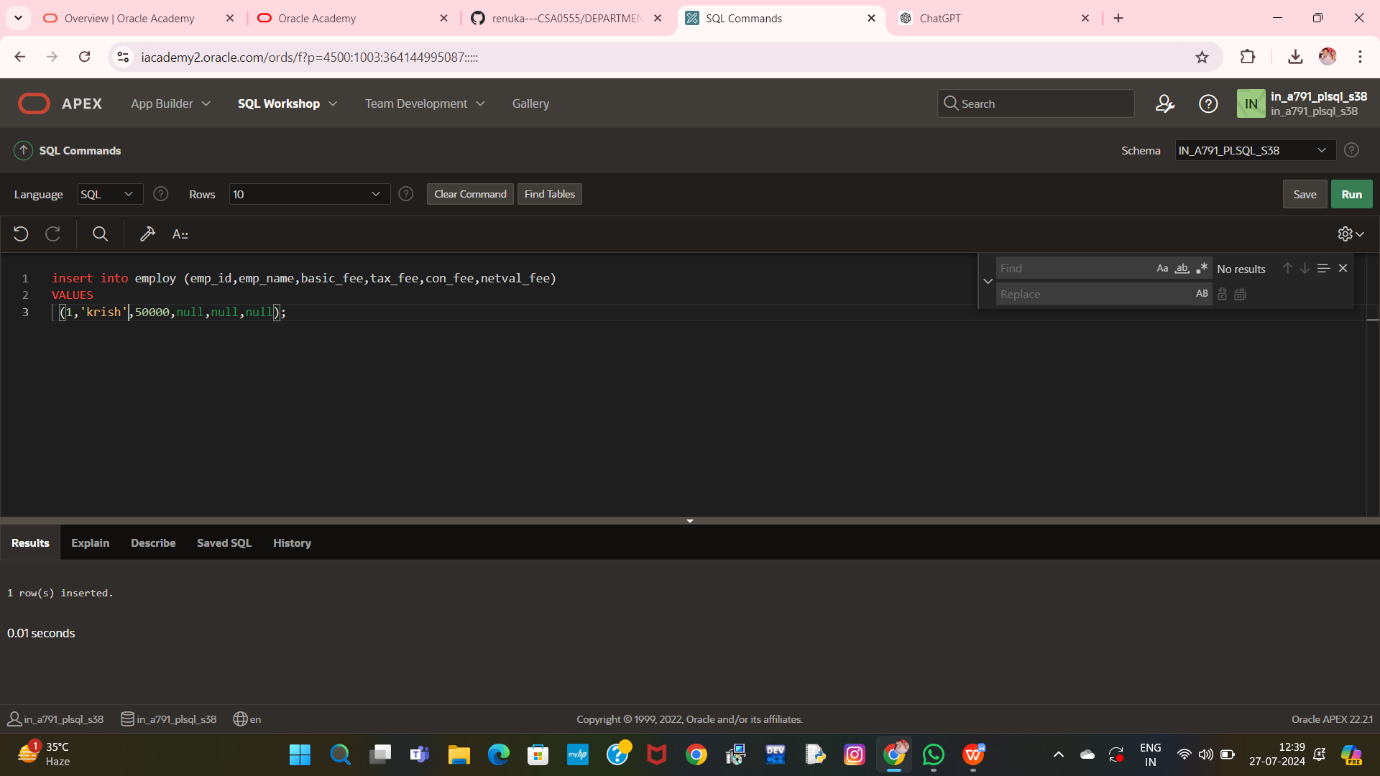 Overview | Oracle Academy
Oracle Academy
renuka---CSA0555/DEPARTMEN
SQL Commands
ChatGPT
iacademy2.oracle.com/ords/f?p=4500:1003:364144995087:::::
APEX
App Builder
SQL Workshop
Team Development
Gallery
Search
IN
in_a791_plsql_s38
in_a791_plsql_s38
SQL Commands
Schema
IN_A791_PLSQL_S38
Language
SQL
Rows
10
Clear Command
Find Tables
Save
Run
A::
1 insert into employ (emp_id,emp_name,basic_fee,tax_fee,con_fee,netval_fee)
2 VALUES
3 (1,'krish',50000,null,null,null);
Find
Aa
ab
No results
Replace
AB
Results
Explain
Describe
Saved SQL
History
1 row(s) inserted.
0.01 seconds
in_a791_plsql_s38
in_a791_plsql_s38
en
Copyright © 1999, 2022, Oracle and/or its affiliates.
Oracle APEX 22.2.1
1
35°C
Haze
myhp
DEV
ENG
IN
12:39
27-07-2024
PRE